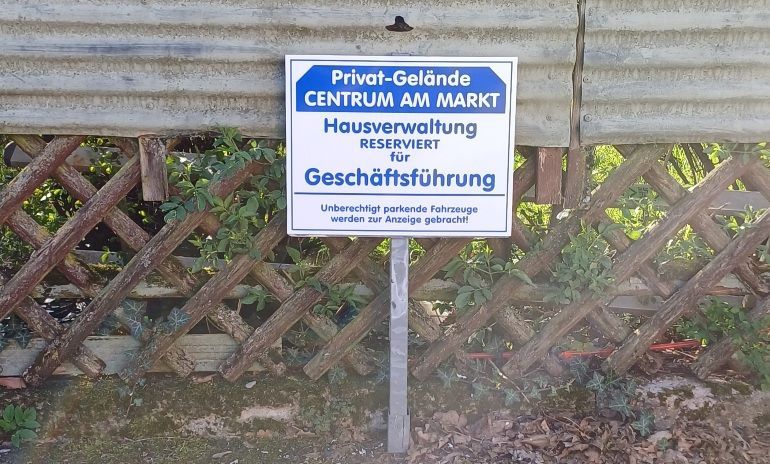 Privat-Gelände
CENTRUM AM MARKT
Hausverwaltung
RESERVIERT
für
Geschäftsführung
Unberechtigt parkende Fahrzeuge
werden zur Anzeige gebracht!